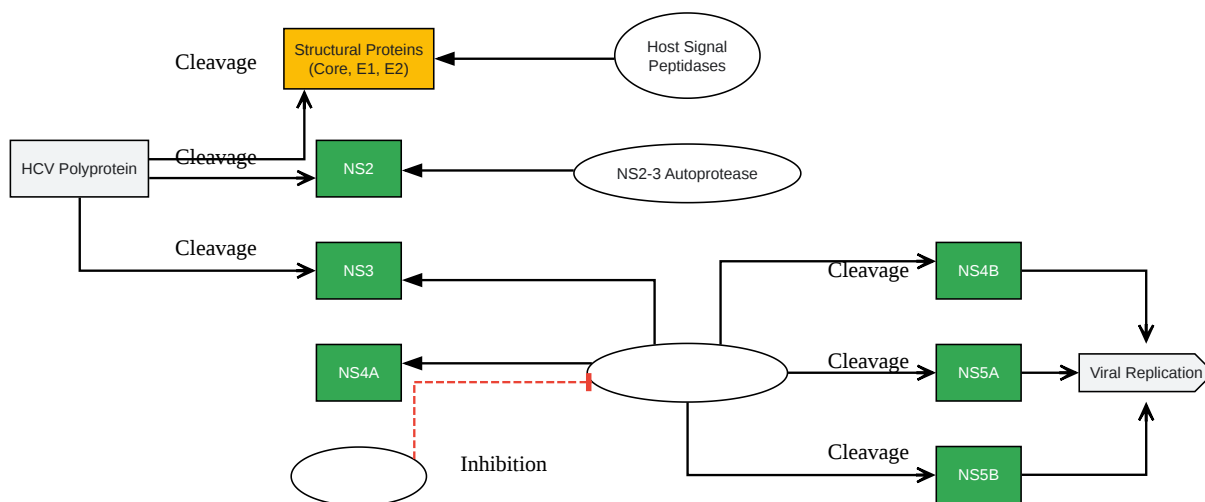 Cleavage
Structural Proteins
(Core, E1, E2)
Host Signal
Peptidases
HCV Polyprotein
Cleavage
NS2
NS2-3 Autoprotease
Cleavage
NS3
Cleavage
NS4B
NS4A
Cleavage
NS5A
Viral Replication
Inhibition
Cleavage
NS5B